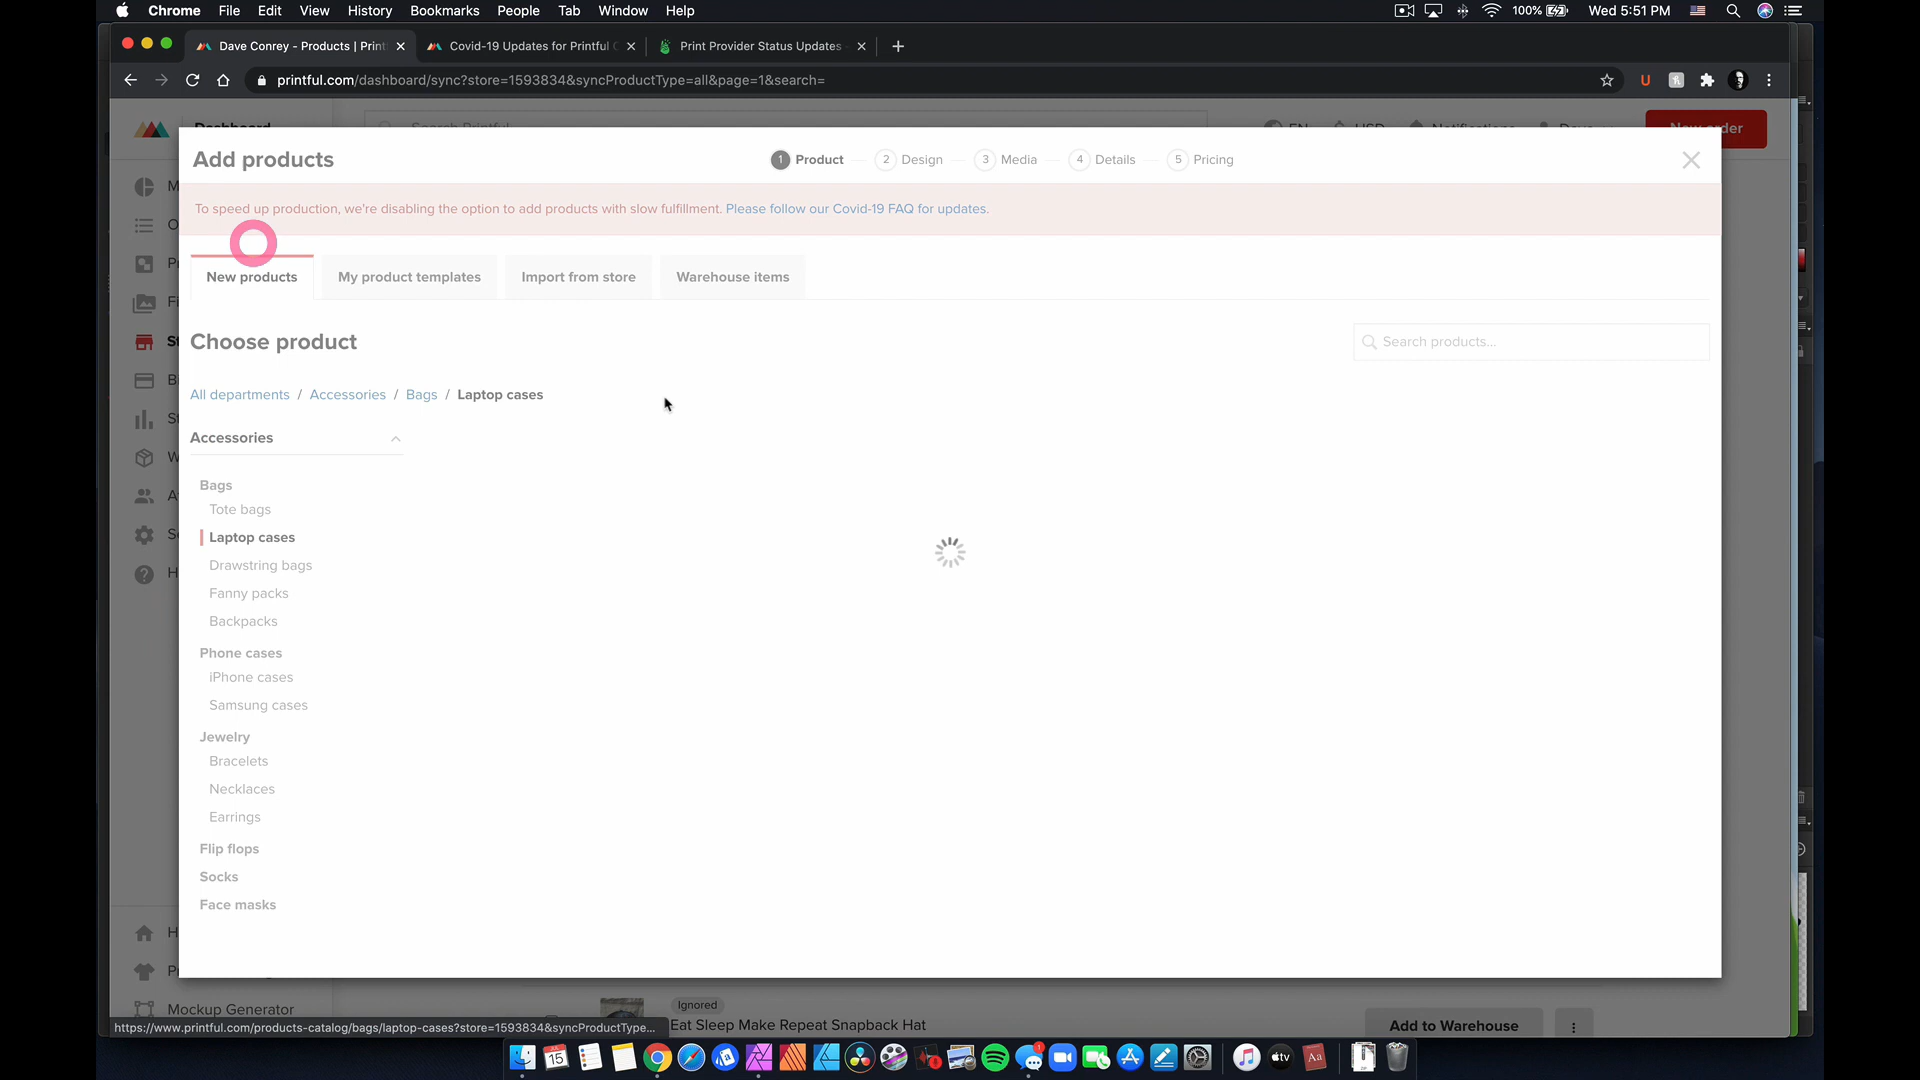 Chrome File Edit View History Bookmarks People Tab Window Help 100% Wed 5:51 PM
Dave Conrey - Products | Print Covid-19 Updates for Printful Print Provider Status Updates
printful.com/dashboard/sync?store=1593834&syncProductType=all&page=1&search=
Dashboard Search Printful EN USD Notifications New order
Add products 1 Product 2 Design 3 Media 4 Details 5 Pricing
To speed up production, we're disabling the option to add products with slow fulfillment. Please follow our Covid-19 FAQ for updates.
New products My product templates Import from store Warehouse items
Choose product Search products...
All departments / Accessories / Bags / Laptop cases
Accessories
Bags
Tote bags
Laptop cases
Drawstring bags
Fanny packs
Backpacks
Phone cases
iPhone cases
Samsung cases
Jewelry
Bracelets
Necklaces
Earrings
Flip flops
Socks
Face masks
Ignored
Mockup Generator
Eat Sleep Make Repeat Snapback Hat Add to Warehouse
https://www.printful.com/products-catalog/bags/laptop-cases?store=1593834&syncProductType...
JUL
15
1
Aa
tv